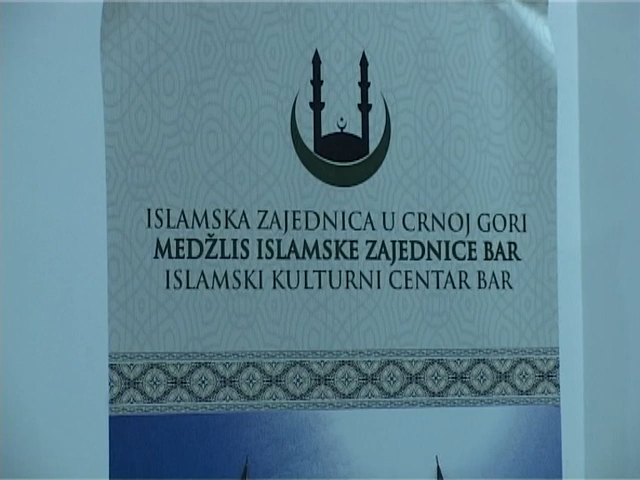 ISLAMSKA ZAJEDNICA U CRNOJ GORI
MEDŽLIS ISLAMSKE ZAJEDNICE BAR
ISLAMSKI KULTURNI CENTAR BAR